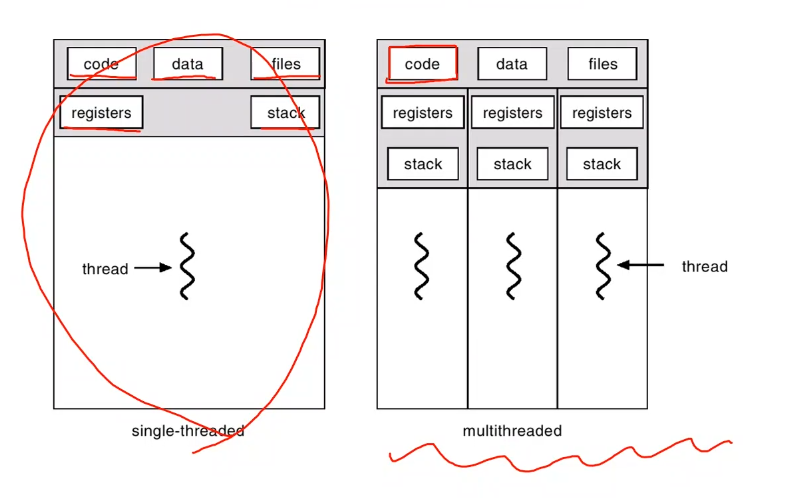 code data files
registers stack
thread
single-threaded
code data files
registers registers registers
stack stack stack
thread
multithreaded